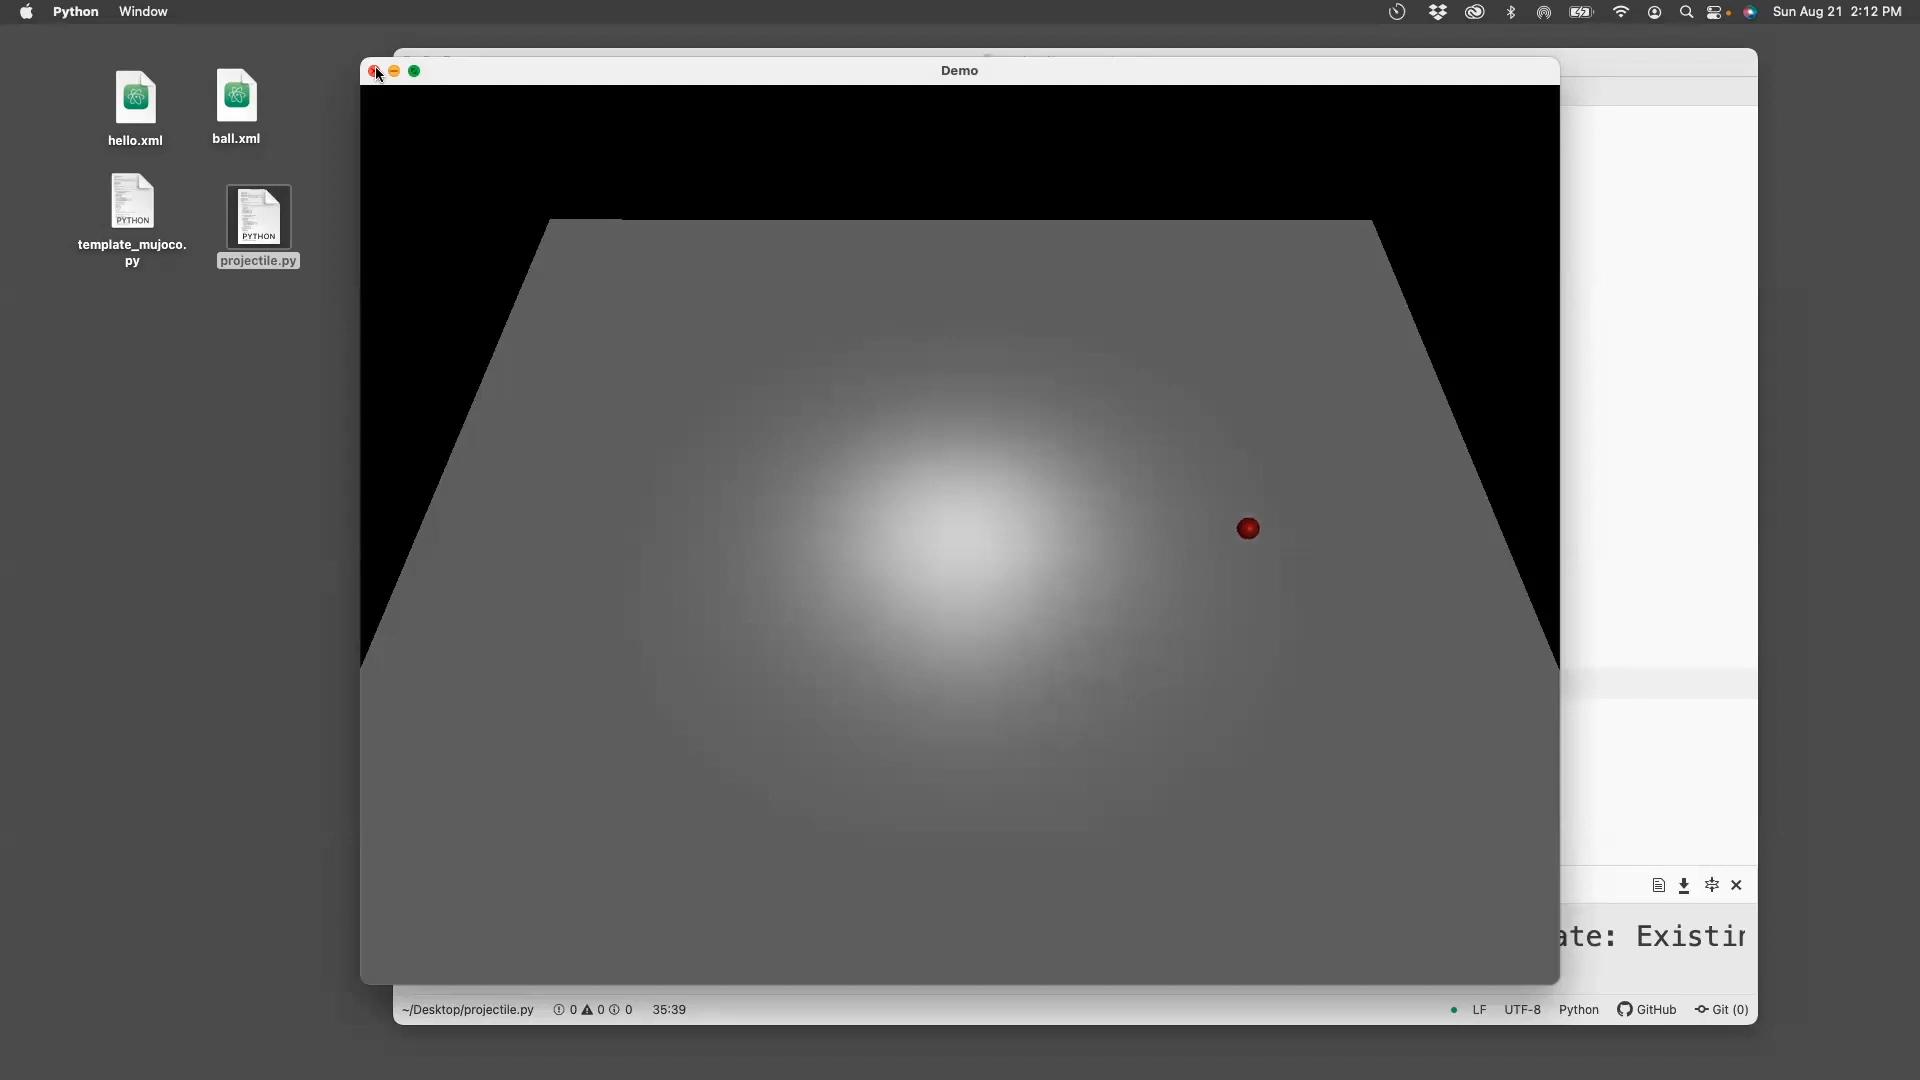 Python Window Sun Aug 21 2:12 PM
Demo
hello.xml ball.xml
PYTHON
PYTHON
template_mujoco.
py
projectile.py
ate: Existin
~/Desktop/projectile.py 0 0 0 35:39 LF UTF-8 Python GitHub Git (0)